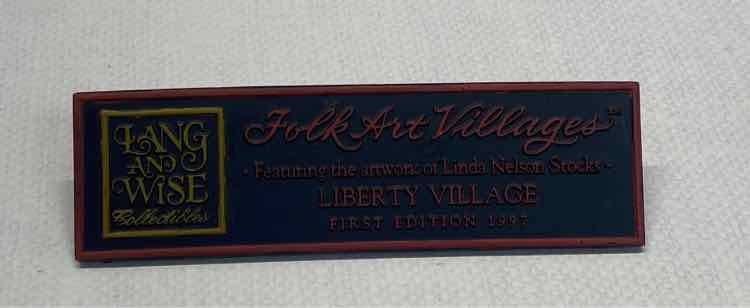 LANG
AND
WISE
Collectibles
Folk Art Villages™
- Featuring the artwork of Linda Nelson Stocks -
LIBERTY VILLAGE
FIRST EDITION 1997